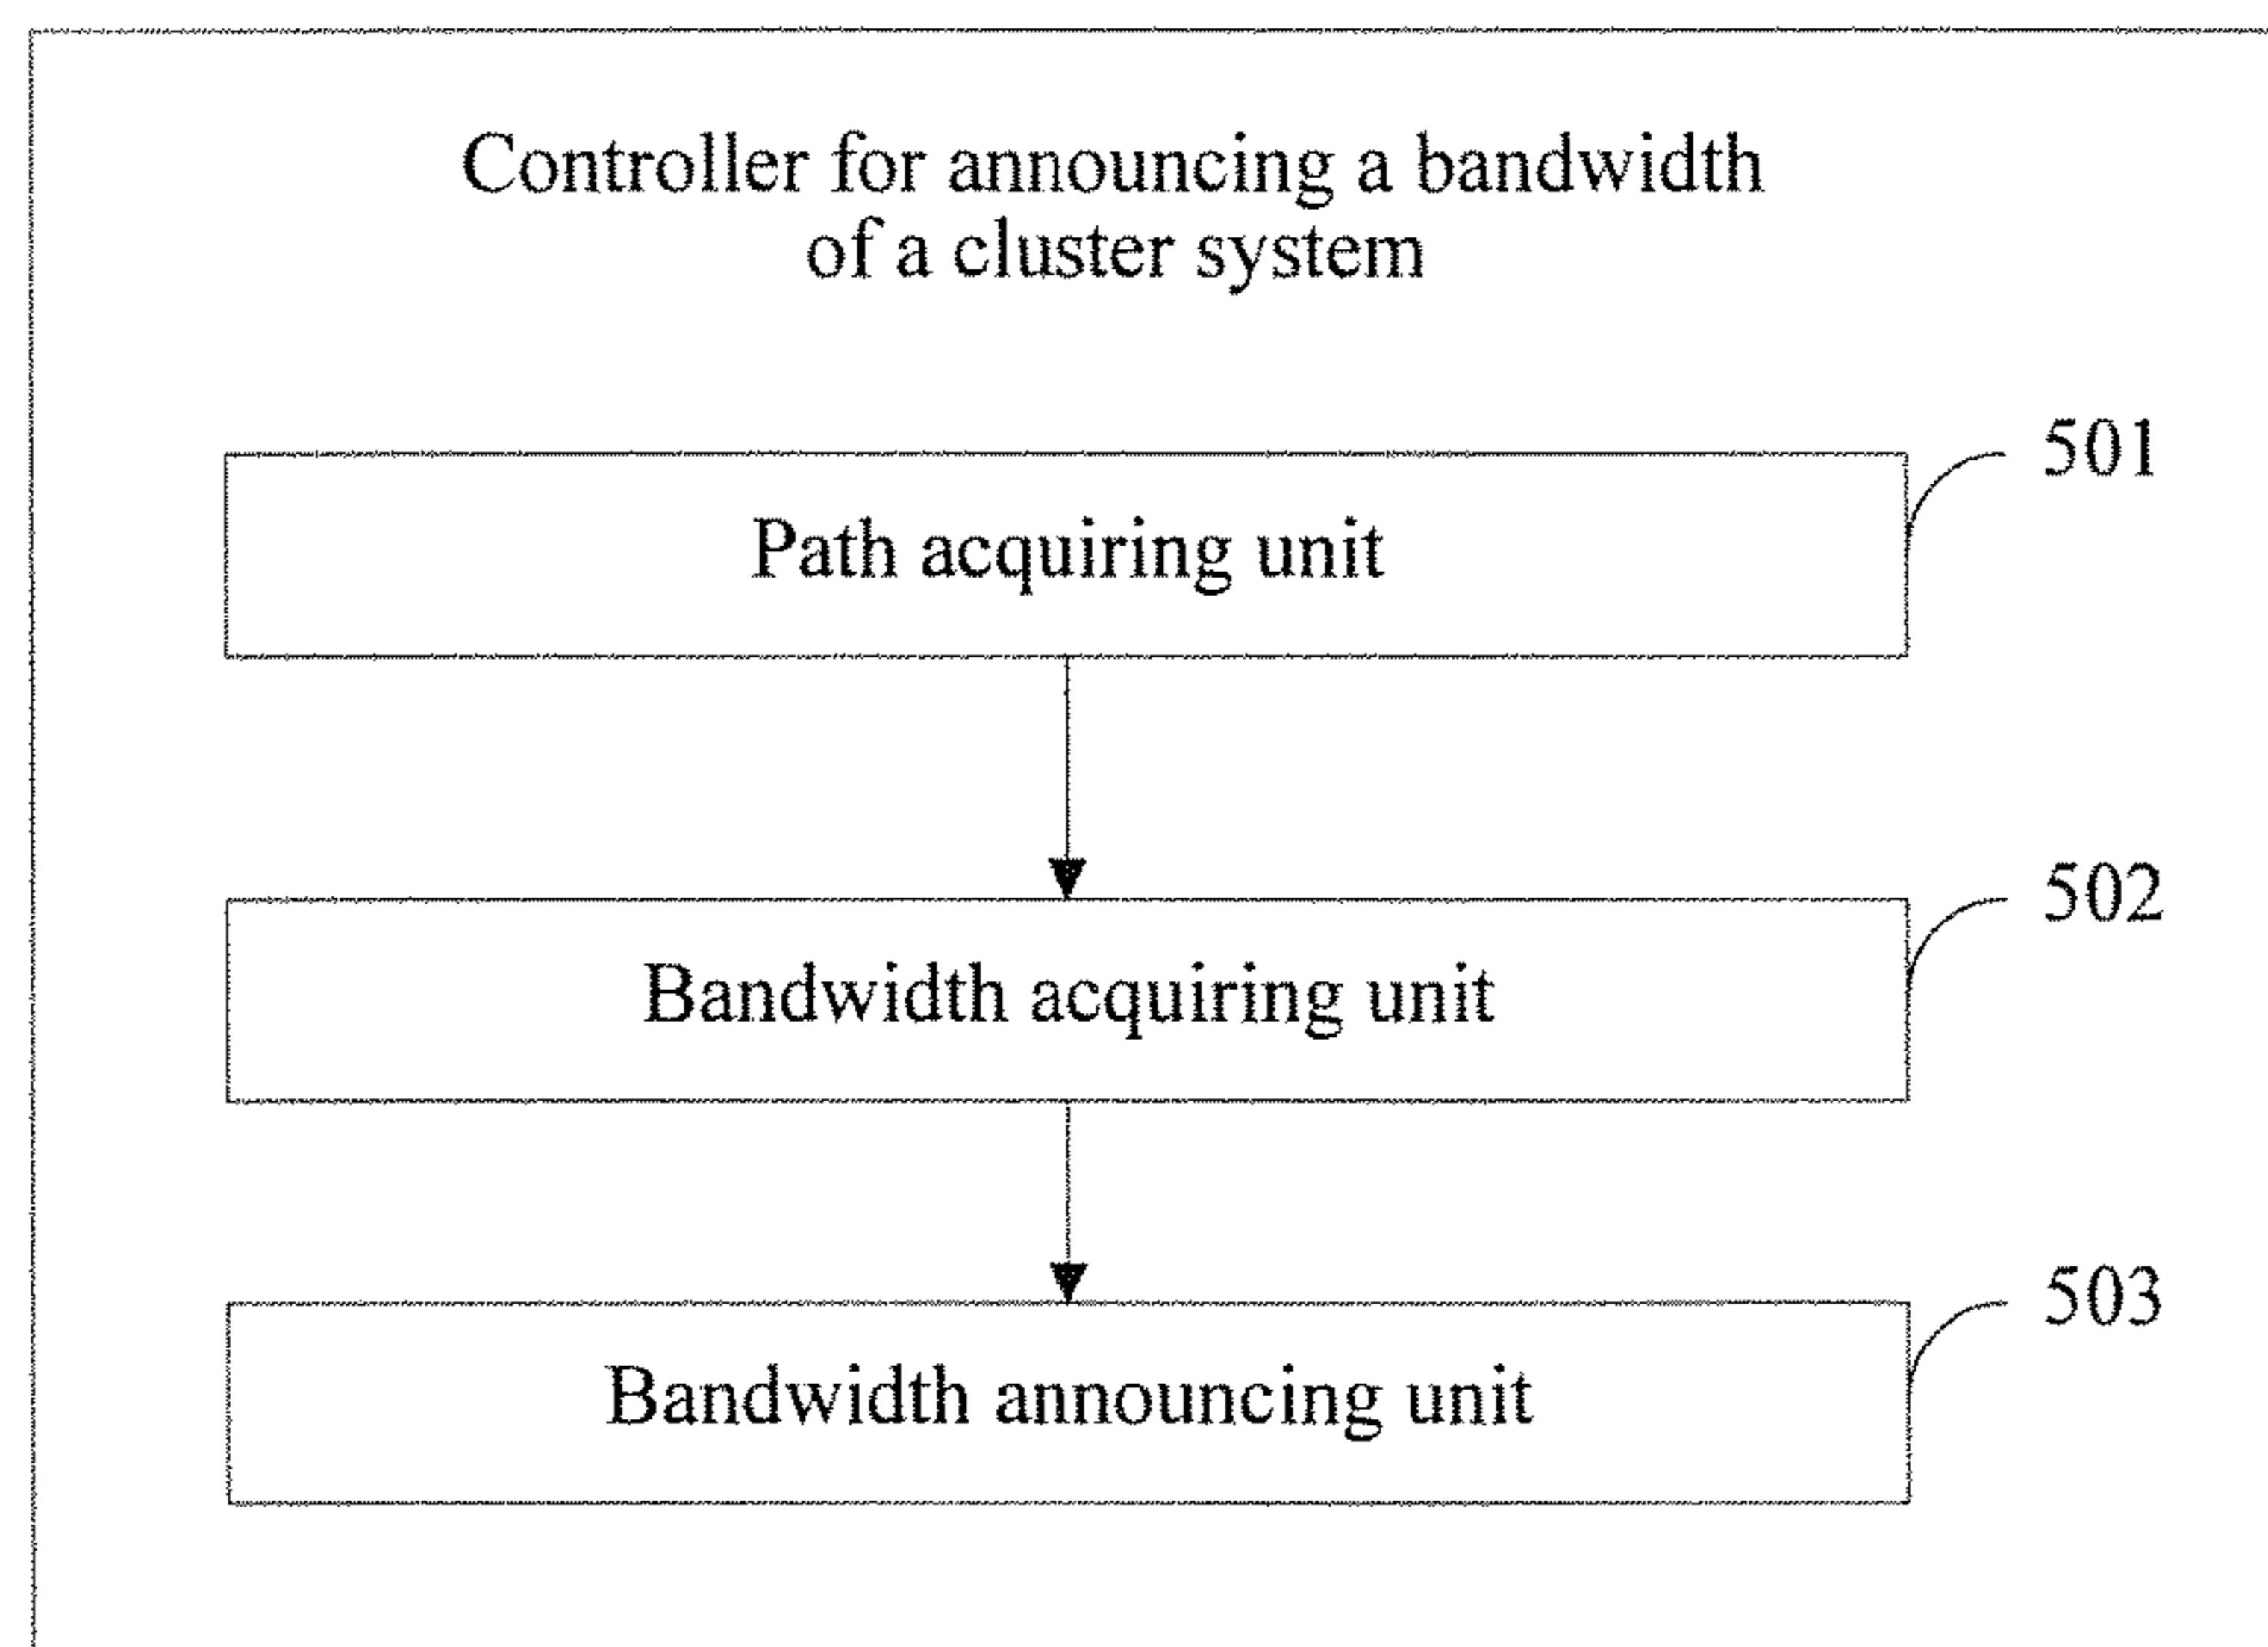 Controller for announcing a bandwidth
of a cluster system
501
Path acquiring unit
502
Bandwidth acquiring unit
503
Bandwidth announcing unit